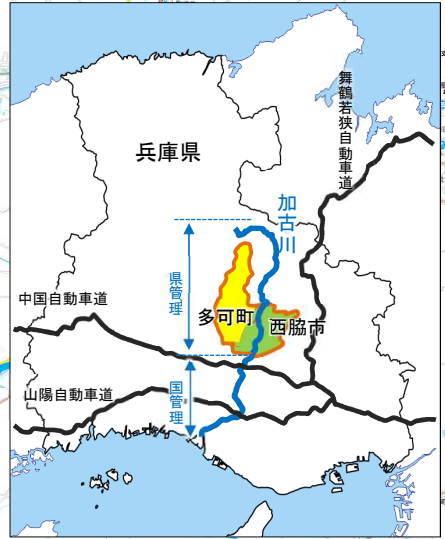 舞鶴若狭自動車道
兵庫県
加古川
県管理
中国自動車道
多可町
西脇市
国管理
山陽自動車道